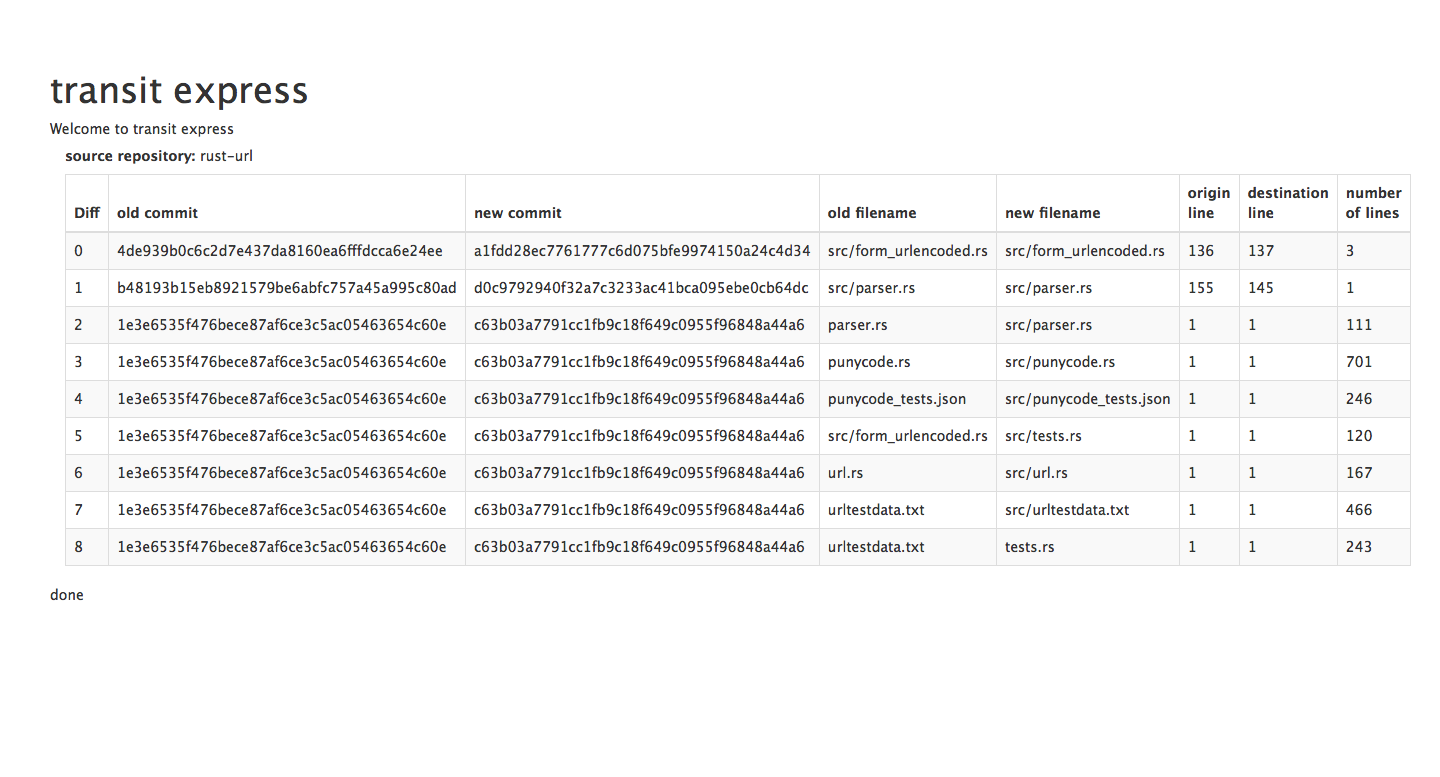 transit express
Welcome to transit express
source repository: rust-url
Diff old commit new commit old filename new filename origin line destination line number of lines
0 4de939b0c6c2d7e437da8160ea6fffdcca6e24ee a1fdd28ec7761777c6d075bfe9974150a24c4d34 src/form_urlencoded.rs src/form_urlencoded.rs 136 137 3
1 b48193b15eb8921579be6abfc757a45a995c80ad d0c9792940f32a7c3233ac41bca095ebe0cb64dc src/parser.rs src/parser.rs 155 145 1
2 1e3e6535f476bece87af6ce3c5ac05463654c60e c63b03a7791cc1fb9c18f649c0955f96848a44a6 parser.rs src/parser.rs 1 1 111
3 1e3e6535f476bece87af6ce3c5ac05463654c60e c63b03a7791cc1fb9c18f649c0955f96848a44a6 punycode.rs src/punycode.rs 1 1 701
4 1e3e6535f476bece87af6ce3c5ac05463654c60e c63b03a7791cc1fb9c18f649c0955f96848a44a6 punycode_tests.json src/punycode_tests.json 1 1 246
5 1e3e6535f476bece87af6ce3c5ac05463654c60e c63b03a7791cc1fb9c18f649c0955f96848a44a6 src/form_urlencoded.rs src/tests.rs 1 1 120
6 1e3e6535f476bece87af6ce3c5ac05463654c60e c63b03a7791cc1fb9c18f649c0955f96848a44a6 url.rs src/url.rs 1 1 167
7 1e3e6535f476bece87af6ce3c5ac05463654c60e c63b03a7791cc1fb9c18f649c0955f96848a44a6 urltestdata.txt src/urltestdata.txt 1 1 466
8 1e3e6535f476bece87af6ce3c5ac05463654c60e c63b03a7791cc1fb9c18f649c0955f96848a44a6 urltestdata.txt tests.rs 1 1 243
done